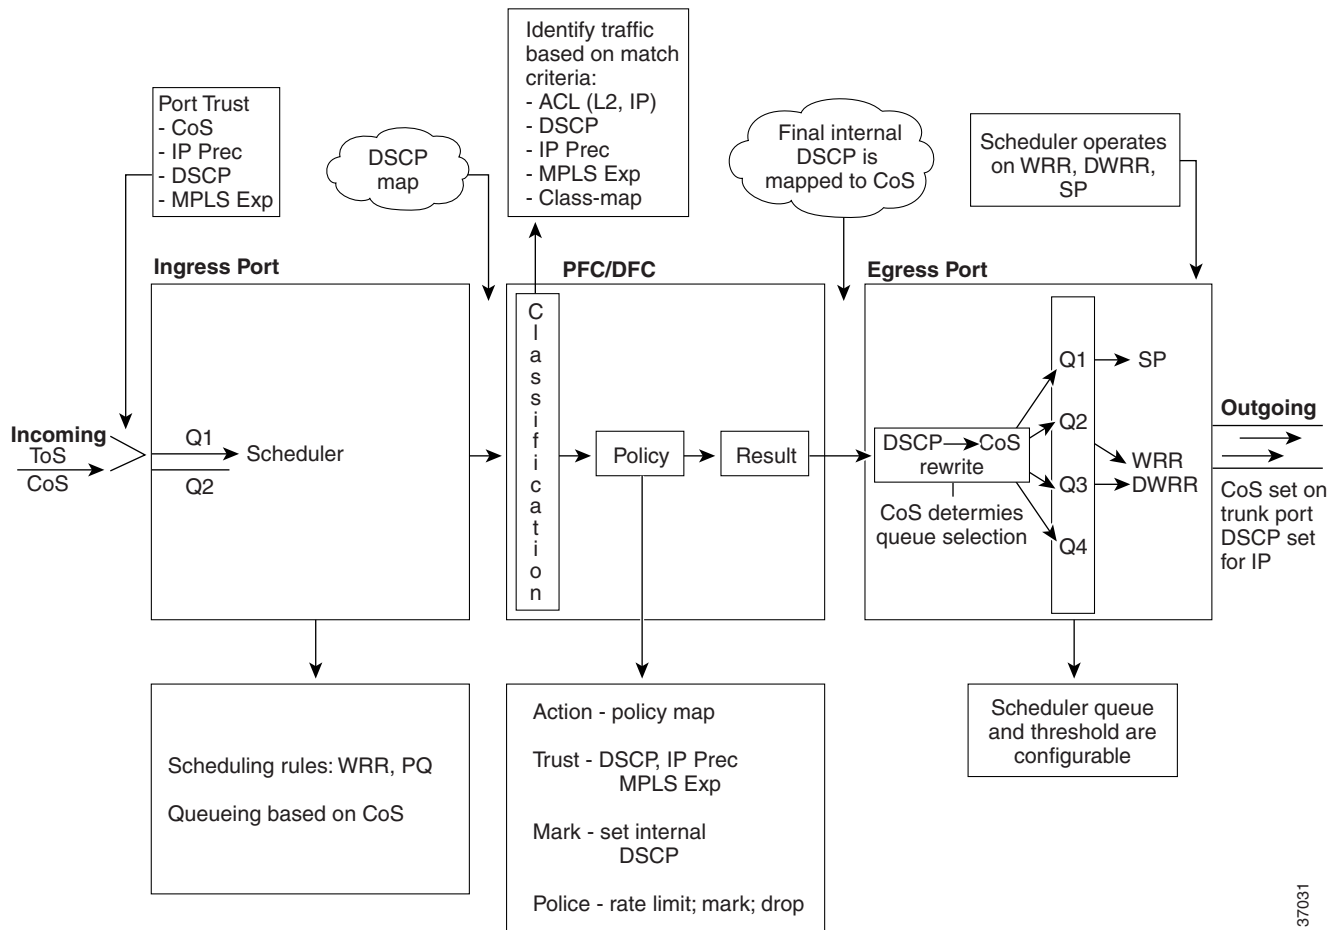 Identify traffic
based on match
criteria:
- ACL (L2, IP)
- DSCP
- IP Prec
- MPLS Exp
- Class-map
Port Trust
- CoS
- IP Prec
- DSCP
- MPLS Exp
DSCP
map
Final internal
DSCP is
mapped to CoS
Scheduler operates
on WRR, DWRR,
SP
Ingress Port
PFC/DFC
Egress Port
Incoming
ToS
CoS
Q1
Q2
Scheduler
Classification
Policy
Result
DSCP CoS
rewrite
CoS determies
queue selection
Q1
Q2
Q3
Q4
SP
WRR
DWRR
Outgoing
CoS set on
trunk port
DSCP set
for IP
Scheduling rules: WRR, PQ
Queueing based on CoS
Action - policy map
Trust - DSCP, IP Prec
MPLS Exp
Mark - set internal
DSCP
Police - rate limit; mark; drop
Scheduler queue
and threshold are
configurable
37031